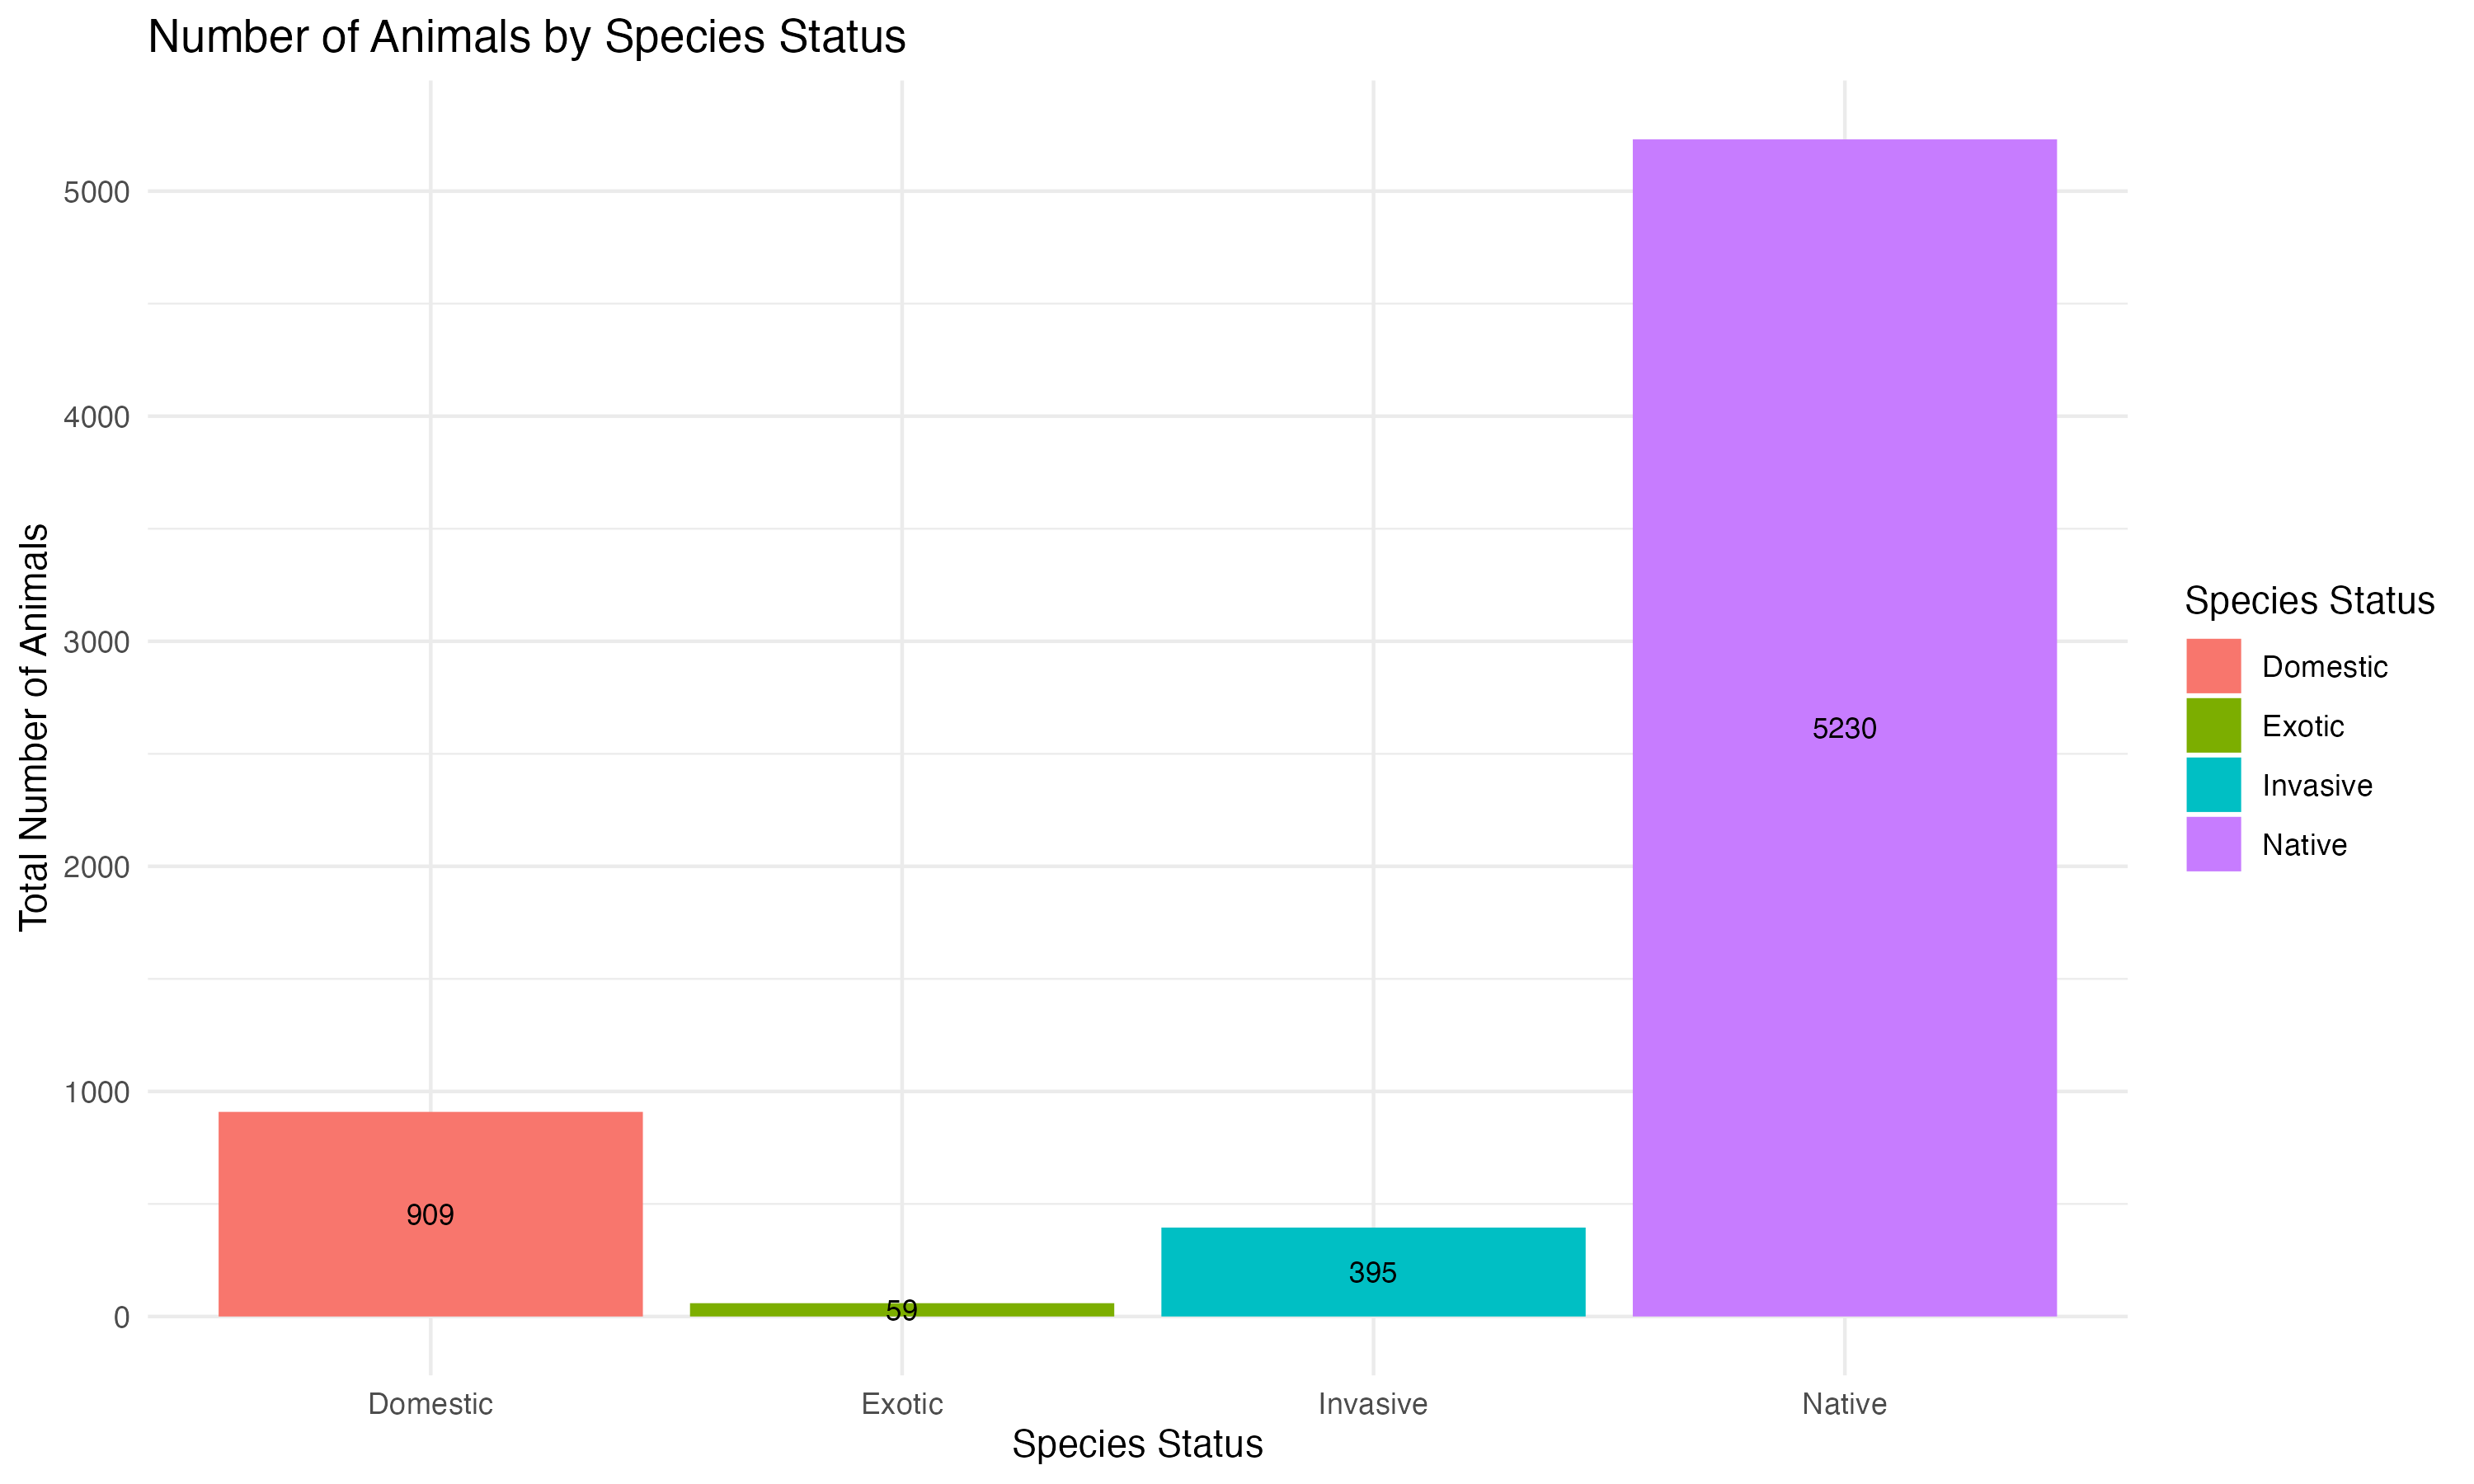 Number of Animals by Species Status
Total Number of Animals
5000
4000
3000
2000
1000
0
909
59
395
5230
Domestic
Exotic
Invasive
Native
Species Status
Species Status
Domestic
Exotic
Invasive
Native